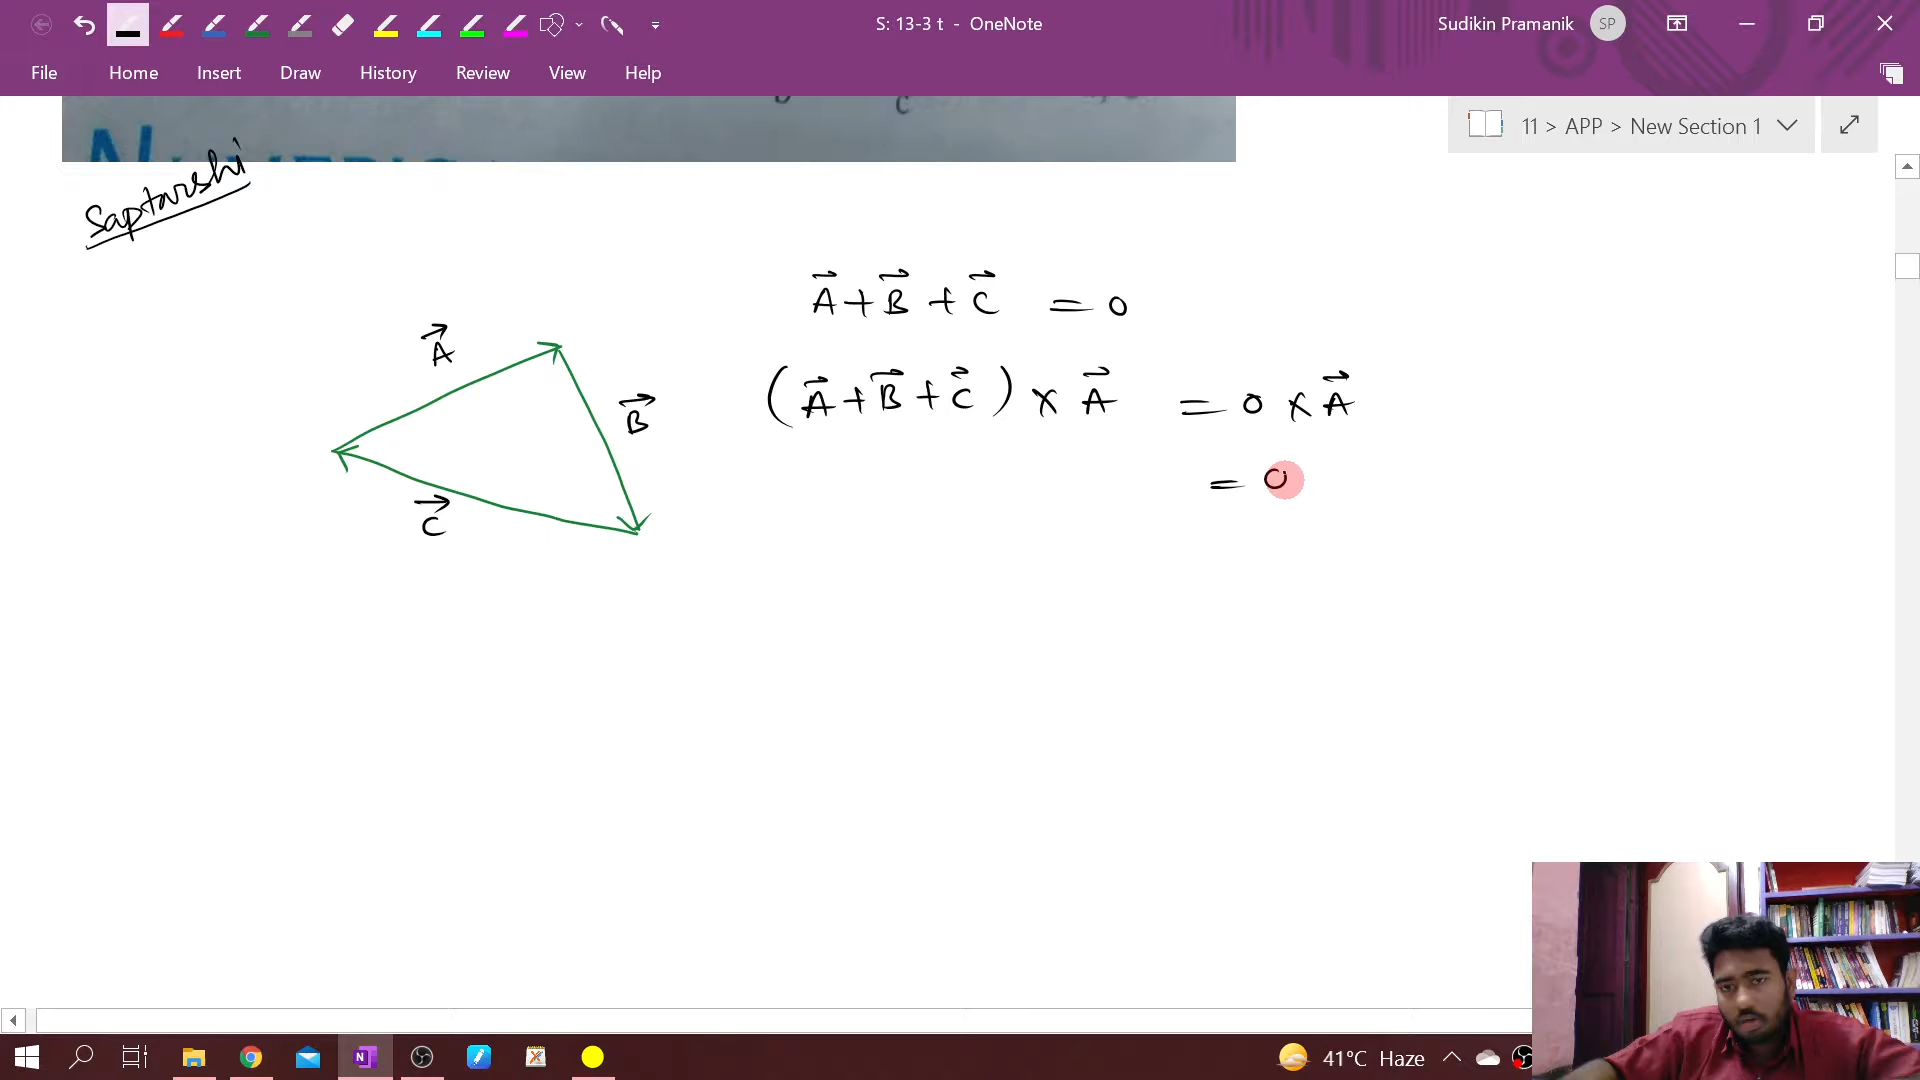 S: 13-3 t - OneNote
Sudikin Pramanik
SP
File Home Insert Draw History Review View Help
11 > APP > New Section 1
Saptarshi
A⃗ + B⃗ + C⃗ = 0
(A⃗ + B⃗ + C⃗) × A⃗ = 0 × A⃗
= 0
A⃗
B⃗
C⃗
41°C Haze